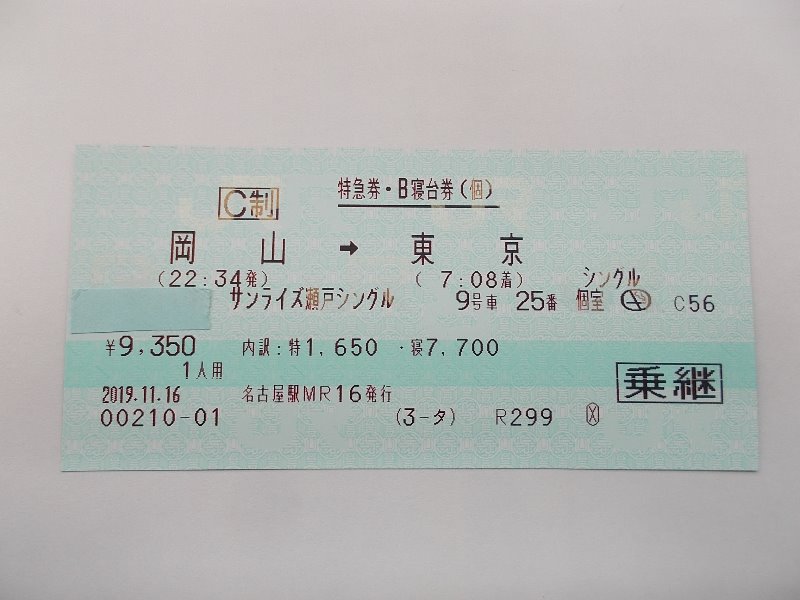 特急券・B寝台券(個)
C制
岡山 → 東京
(22:34発) ( 7:08着) シングル
サンライズ瀬戸シングル 9号車 25番 個室 C56
¥9,350 内訳:特1,650 ・寝7,700
1人用
2019.11.16 名古屋駅MR16発行
00210-01 (3-タ) R299 X
乗継